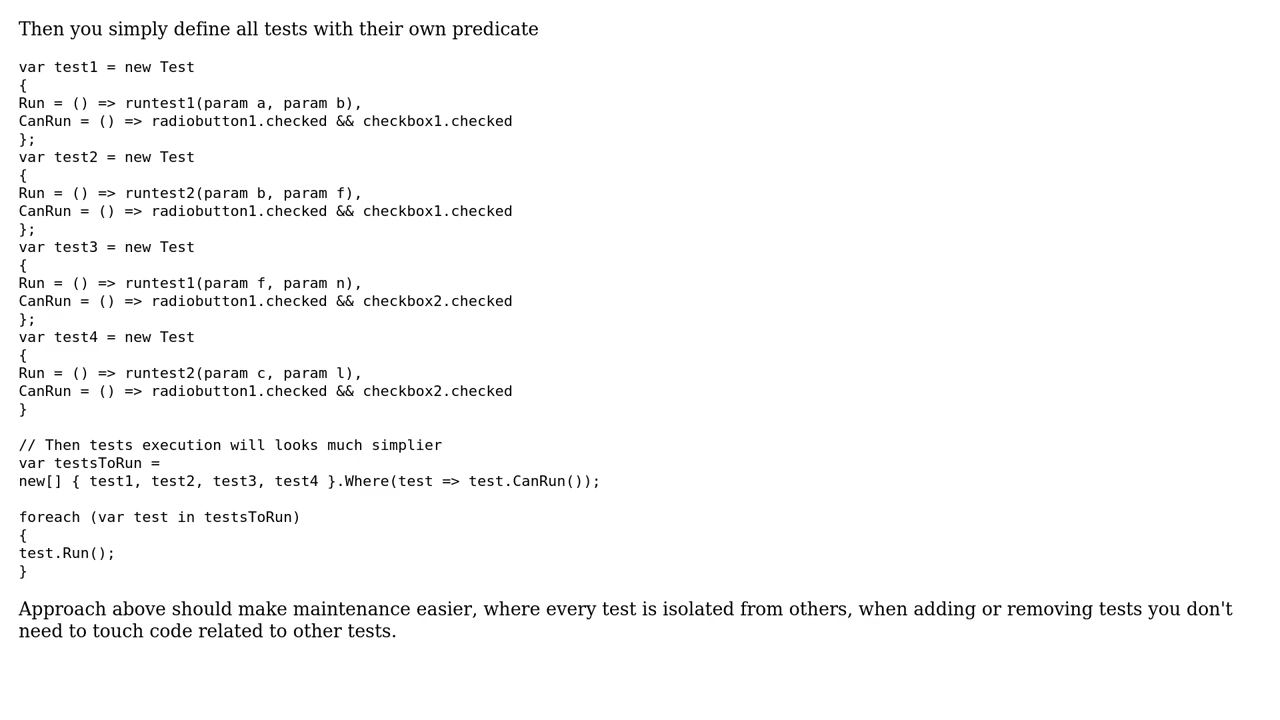 Then you simply define all tests with their own predicate
var test1 = new Test
{
Run = () => runtest1(param a, param b),
CanRun = () => radiobutton1.checked && checkbox1.checked
};
var test2 = new Test
{
Run = () => runtest2(param b, param f),
CanRun = () => radiobutton1.checked && checkbox1.checked
};
var test3 = new Test
{
Run = () => runtest1(param f, param n),
CanRun = () => radiobutton1.checked && checkbox2.checked
};
var test4 = new Test
{
Run = () => runtest2(param c, param l),
CanRun = () => radiobutton1.checked && checkbox2.checked
}
// Then tests execution will looks much simplier
var testsToRun =
new[] { test1, test2, test3, test4 }.Where(test => test.CanRun());
foreach (var test in testsToRun)
{
test.Run();
}
Approach above should make maintenance easier, where every test is isolated from others, when adding or removing tests you don't
need to touch code related to other tests.